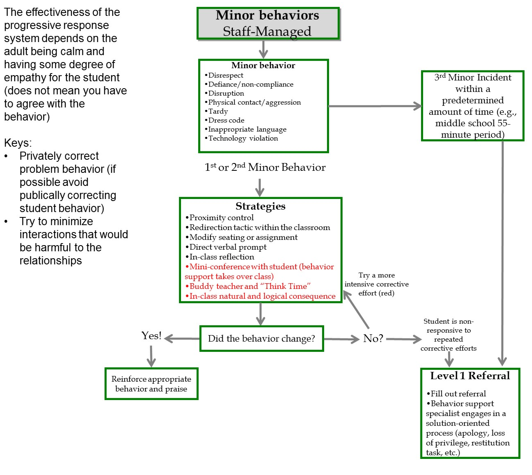 The effectiveness of the
progressive response
system depends on the
adult being calm and
having some degree of
empathy for the student
(does not mean you have
to agree with the
behavior)
Keys:
• Privately correct
problem behavior (if
possible avoid
publically correcting
student behavior)
• Try to minimize
interactions that would
be harmful to the
relationships
Minor behaviors
Staff-Managed
Minor behavior
•Disrespect
•Defiance/non-compliance
•Disruption
•Physical contact/aggression
•Tardy
•Dress code
•Inappropriate language
•Technology violation
3rd Minor Incident
within a
predetermined
amount of time (e.g.,
middle school 55-
minute period)
1st or 2nd Minor Behavior
Strategies
•Proximity control
•Redirection tactic within the classroom
•Modify seating or assignment
•Direct verbal prompt
•In-class reflection
•Mini-conference with student (behavior
support takes over class)
•Buddy teacher and “Think Time”
•In-class natural and logical consequence
Try a more
intensive corrective
effort (red)
Yes!
Did the behavior change?
No?
Student is non-
responsive to
repeated
corrective efforts
Reinforce appropriate
behavior and praise
Level 1 Referral
•Fill out referral
•Behavior support
specialist engages in a
solution-oriented
process (apology, loss
of privilege, restitution
task, etc.)